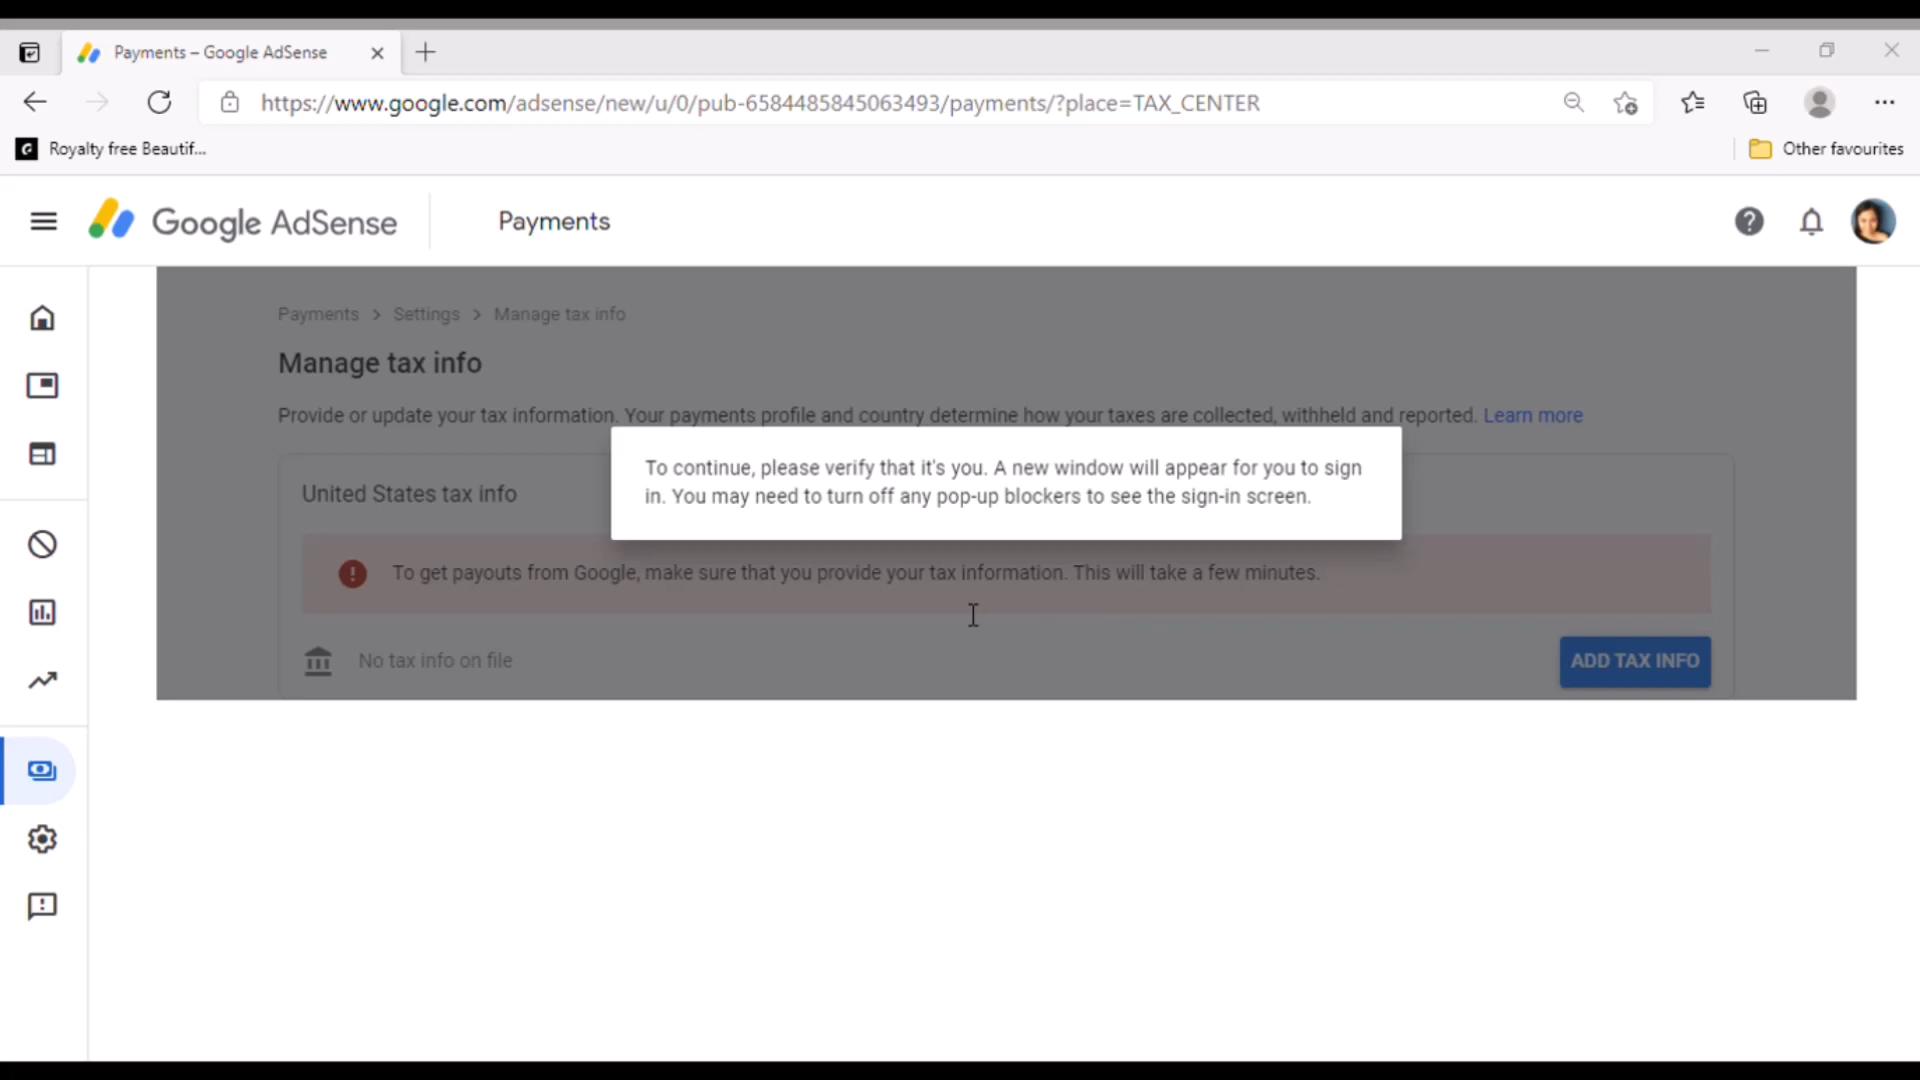 Payments – Google AdSense
https://www.google.com/adsense/new/u/0/pub-6584485845063493/payments/?place=TAX_CENTER
Royalty free Beautif...
Other favourites
Google AdSense
Payments
Payments > Settings > Manage tax info
Manage tax info
Provide or update your tax information. Your payments profile and country determine how your taxes are collected, withheld and reported. Learn more
To continue, please verify that it's you. A new window will appear for you to sign
in. You may need to turn off any pop-up blockers to see the sign-in screen.
United States tax info
To get payouts from Google, make sure that you provide your tax information. This will take a few minutes.
No tax info on file
ADD TAX INFO